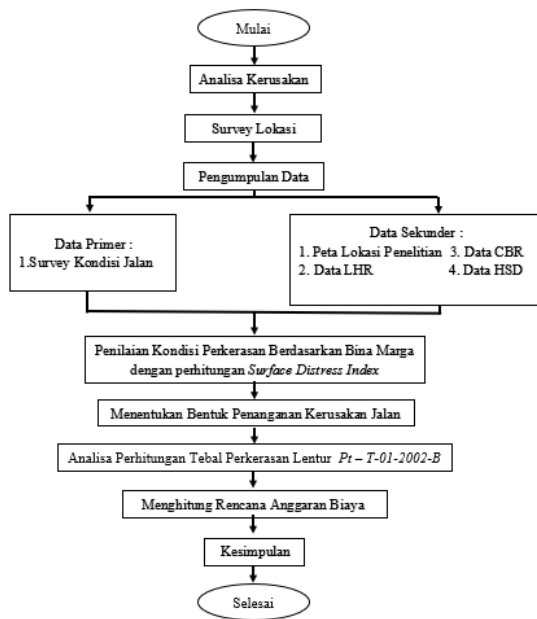 Mulai
Analisa Kerusakan
Survey Lokasi
Pengumpulan Data
Data Primer :
1.Survey Kondisi Jalan
Data Sekunder :
1. Peta Lokasi Penelitian 3. Data CBR
2. Data LHR 4. Data HSD
Penilaian Kondisi Perkerasan Berdasarkan Bina Marga
dengan perhitungan Surface Distress Index
Menentukan Bentuk Penanganan Kerusakan Jalan
Analisa Perhitungan Tebal Perkerasan Lentur Pt – T-01-2002-B
Menghitung Rencana Anggaran Biaya
Kesimpulan
Selesai